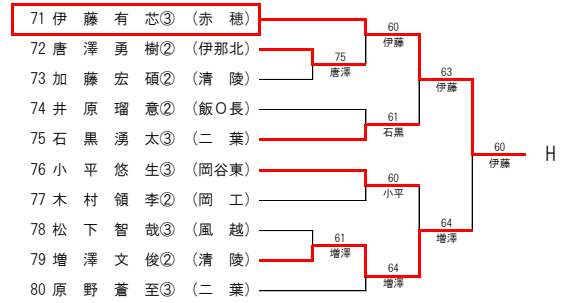 71 伊 藤 有 芯③ (赤 穂)
72 唐 澤 勇 樹② (伊那北)
73 加 藤 宏 碩② (清 陵)
74 井 原 瑠 意② (飯O長)
75 石 黒 湧 太③ (二 葉)
76 小 平 悠 生③ (岡谷東)
77 木 村 領 李② (岡 工)
78 松 下 智 哉③ (風 越)
79 増 澤 文 俊② (清 陵)
80 原 野 蒼 至③ (二 葉)
60
伊藤
75
唐澤
63
伊藤
61
石黒
60
伊藤
H
60
小平
64
増澤
61
増澤
64
増澤